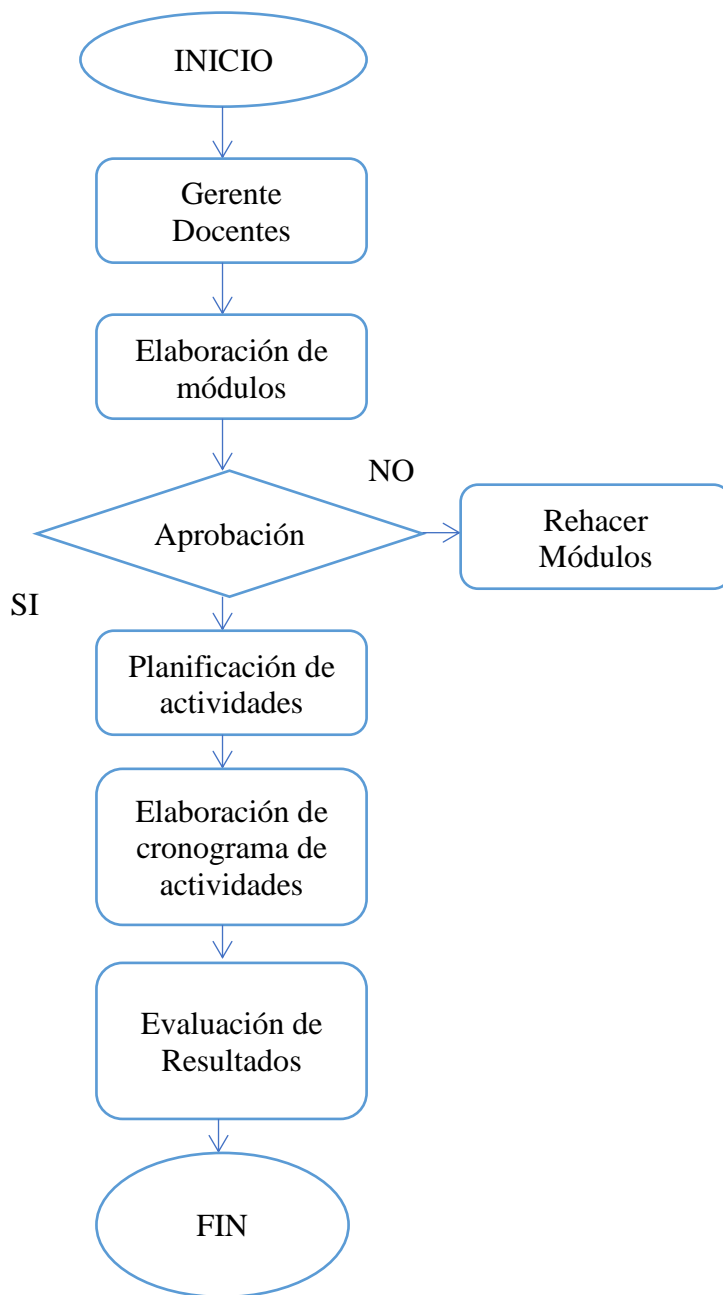 INICIO
Gerente
Docentes
Elaboración de
módulos
NO
Aprobación
Rehacer
Módulos
SI
Planificación de
actividades
Elaboración de
cronograma de
actividades
Evaluación de
Resultados
FIN